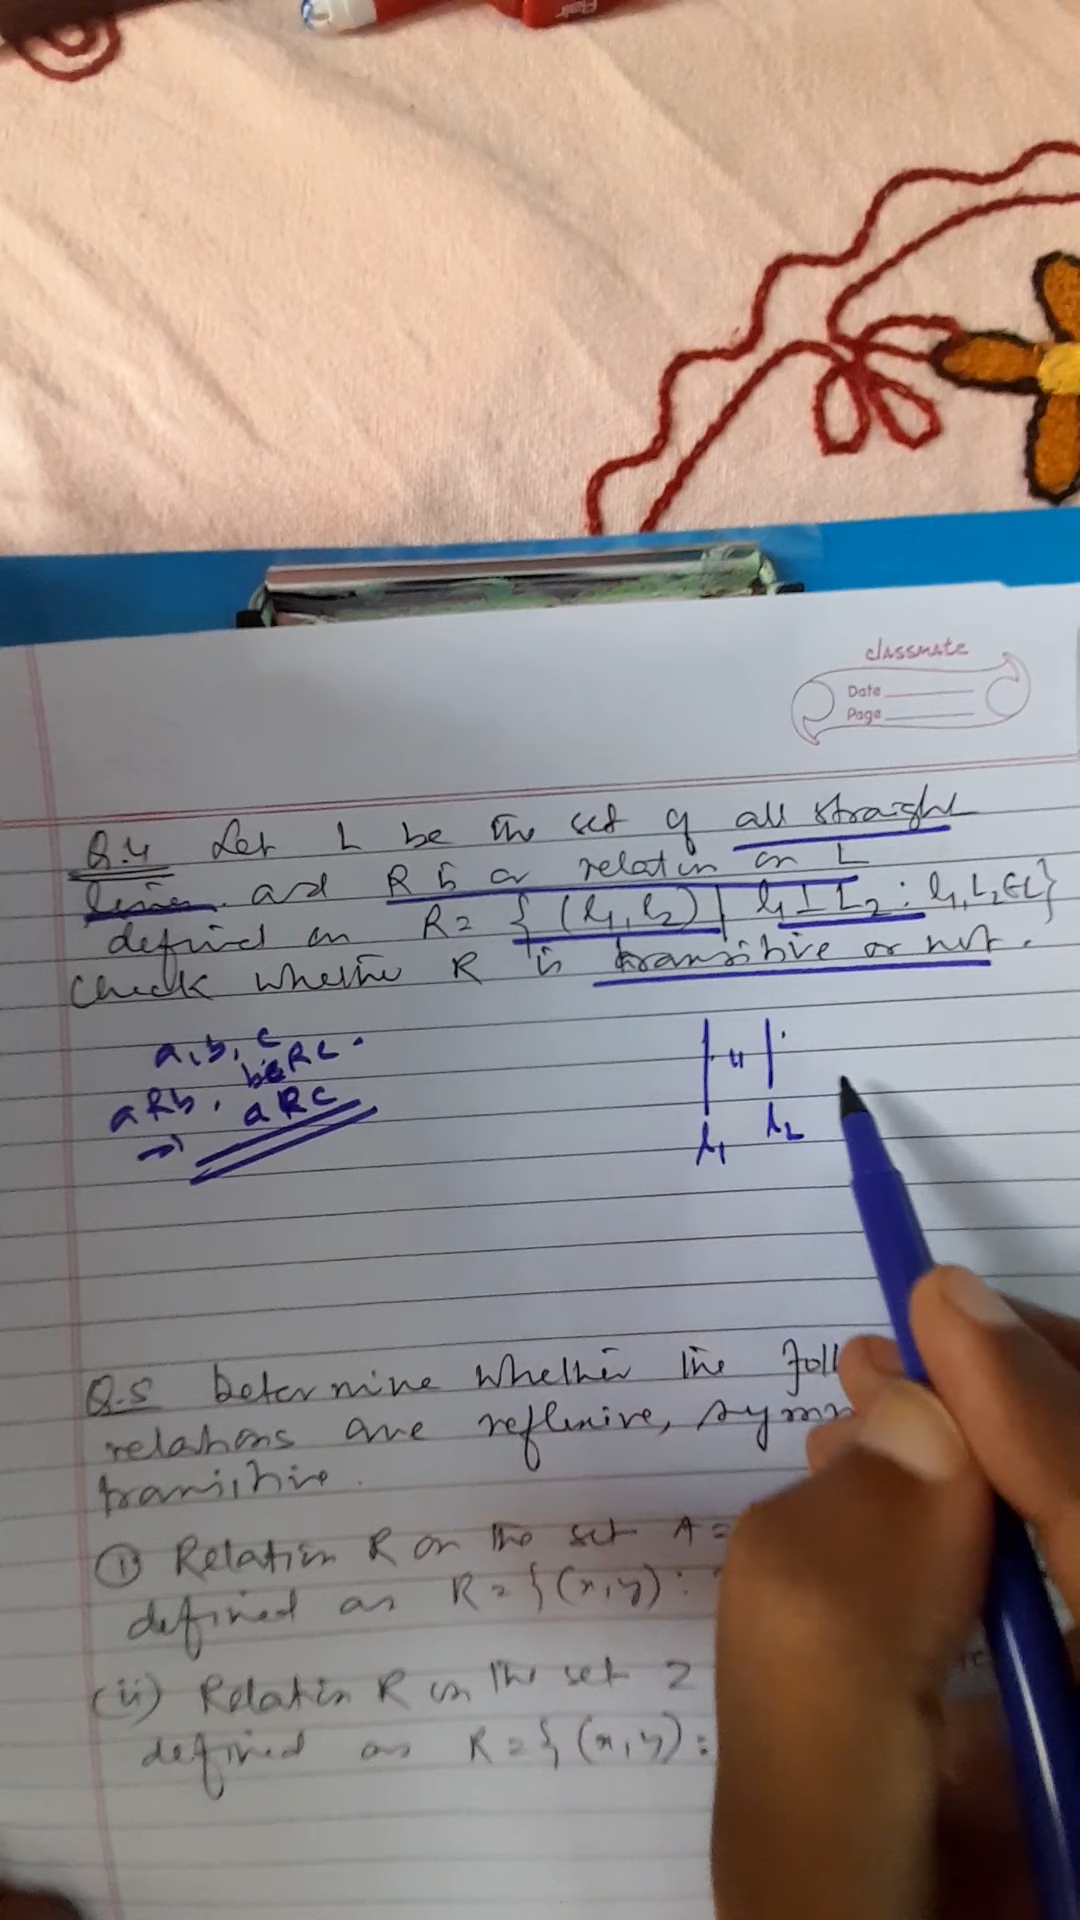 Flair
classmate
Date
Page
Q.4 Let L be the set of all straight
lines and R is a relation on L
defined as R = { (l1, l2) | l1 ⊥ L2 : l1, L2 ∈ L}
Check whether R is transitive or not.
a, b, c
aRb, bRc.
⇒ aRc
||
l1 l2
Q.5 Determine whether the foll
relations are reflexive, symm
transitive.
(i) Relation R on the set A =
defined as R = {(x, y) :
(ii) Relation R on the set Z
defined as R = { (x, y) :